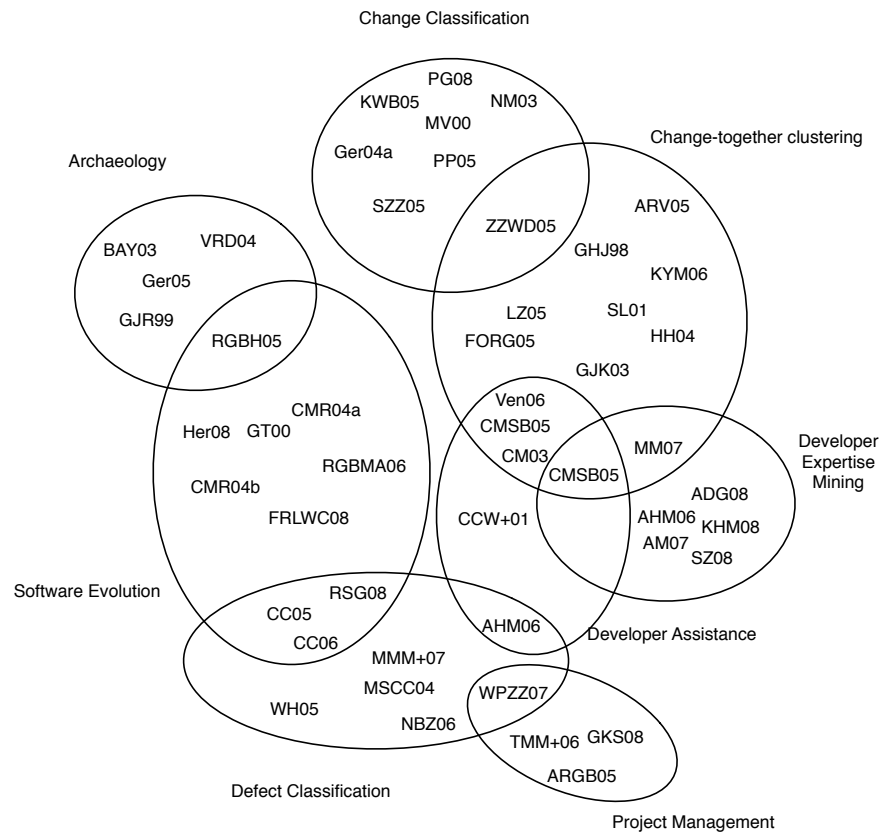 Change Classification
PG08
KWB05
NM03
MV00
Change-together clustering
Ger04a
PP05
Archaeology
SZZ05
ARV05
ZZWD05
VRD04
BAY03
GHJ98
Ger05
KYM06
GJR99
LZ05
SL01
RGBH05
FORG05
HH04
GJK03
Ven06
CMR04a
CMSB05
Her08
GT00
Developer
Expertise
Mining
CM03
MM07
RGBMA06
CMSB05
CMR04b
ADG08
FRLWC08
CCW+01
AHM06
KHM08
AM07
SZ08
Software Evolution
RSG08
CC05
AHM06
Developer Assistance
CC06
MMM+07
MSCC04
WPZZ07
WH05
NBZ06
TMM+06
GKS08
ARGB05
Defect Classification
Project Management